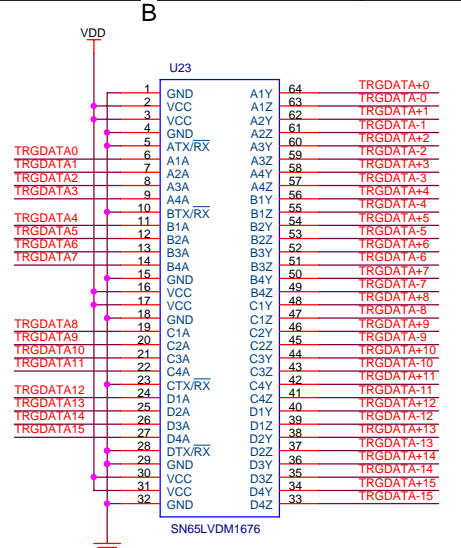 B
VDD
U23
1 GND A1Y 64 TRGDATA+0
2 VCC A1Z 63 TRGDATA-0
3 VCC A2Y 62 TRGDATA+1
4 GND A2Z 61 TRGDATA-1
5 ATX/RX A3Y 60 TRGDATA+2
TRGDATA0 6 A1A A3Z 59 TRGDATA-2
TRGDATA1 7 A2A A4Y 58 TRGDATA+3
TRGDATA2 8 A3A A4Z 57 TRGDATA-3
TRGDATA3 9 A4A B1Y 56 TRGDATA+4
10 BTX/RX B1Z 55 TRGDATA-4
TRGDATA4 11 B1A B2Y 54 TRGDATA+5
TRGDATA5 12 B2A B2Z 53 TRGDATA-5
TRGDATA6 13 B3A B3Y 52 TRGDATA+6
TRGDATA7 14 B4A B3Z 51 TRGDATA-6
15 GND B4Y 50 TRGDATA+7
16 VCC B4Z 49 TRGDATA-7
17 VCC C1Y 48 TRGDATA+8
18 GND C1Z 47 TRGDATA-8
TRGDATA8 19 C1A C2Y 46 TRGDATA+9
TRGDATA9 20 C2A C2Z 45 TRGDATA-9
TRGDATA10 21 C3A C3Y 44 TRGDATA+10
TRGDATA11 22 C4A C3Z 43 TRGDATA-10
23 CTX/RX C4Y 42 TRGDATA+11
TRGDATA12 24 D1A C4Z 41 TRGDATA-11
TRGDATA13 25 D2A D1Y 40 TRGDATA+12
TRGDATA14 26 D3A D1Z 39 TRGDATA-12
TRGDATA15 27 D4A D2Y 38 TRGDATA+13
28 DTX/RX D2Z 37 TRGDATA-13
29 GND D3Y 36 TRGDATA+14
30 VCC D3Z 35 TRGDATA-14
31 VCC D4Y 34 TRGDATA+15
32 GND D4Z 33 TRGDATA-15
SN65LVDM1676